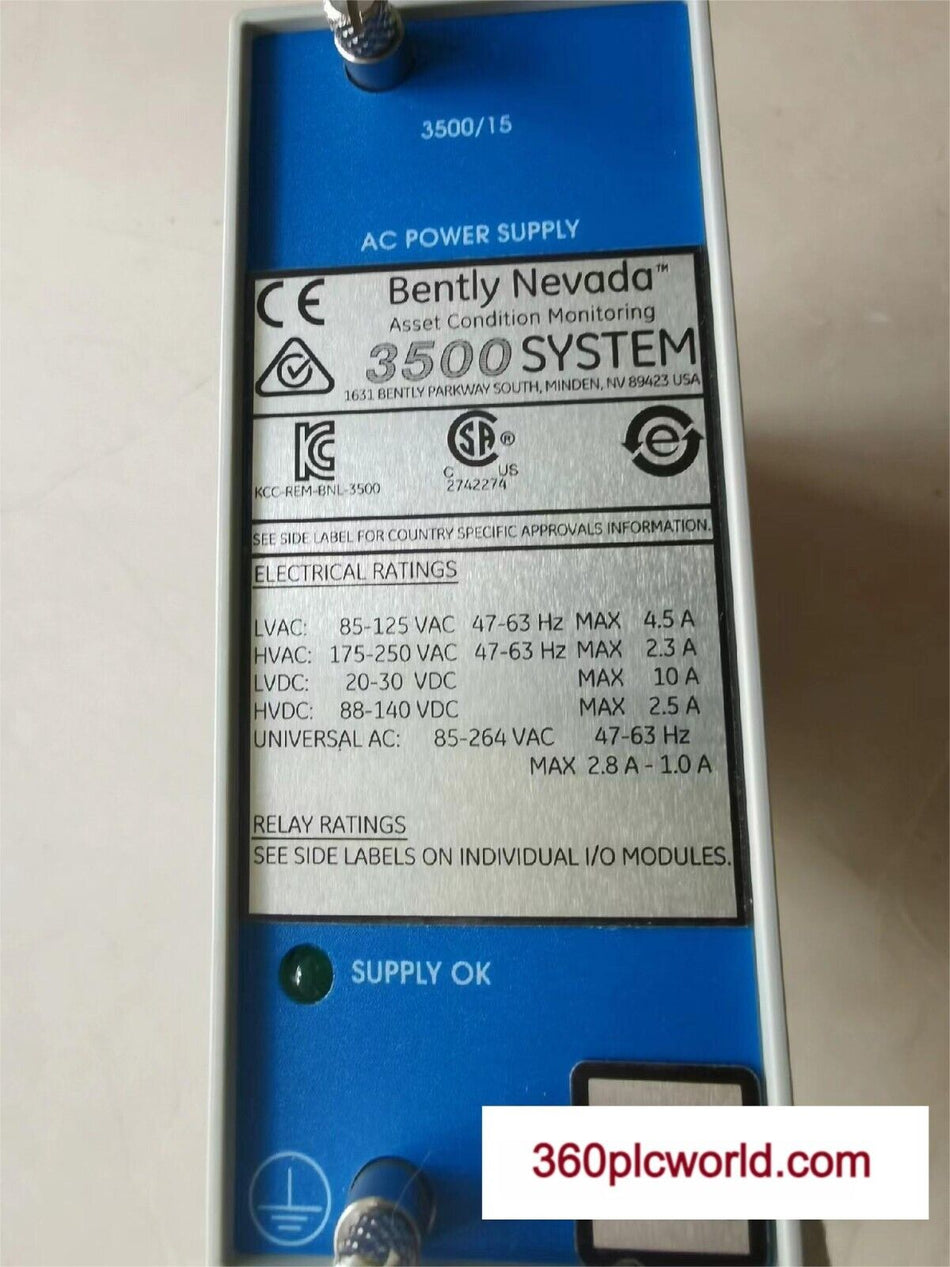 3500/15
AC POWER SUPPLY
CE
Bently Nevada™
Asset Condition Monitoring
3500 SYSTEM
1631 BENTLY PARKWAY SOUTH, MINDEN, NV 89423 USA
KC
KCC-REM-BNL-3500
SA®
C US
2742274
e
SEE SIDE LABEL FOR COUNTRY SPECIFIC APPROVALS INFORMATION.
ELECTRICAL RATINGS
LVAC: 85-125 VAC 47-63 Hz MAX 4.5 A
HVAC: 175-250 VAC 47-63 Hz MAX 2.3 A
LVDC: 20-30 VDC MAX 10 A
HVDC: 88-140 VDC MAX 2.5 A
UNIVERSAL AC: 85-264 VAC 47-63 Hz
MAX 2.8 A - 1.0 A
RELAY RATINGS
SEE SIDE LABELS ON INDIVIDUAL I/O MODULES.
SUPPLY OK
360plcworld.com